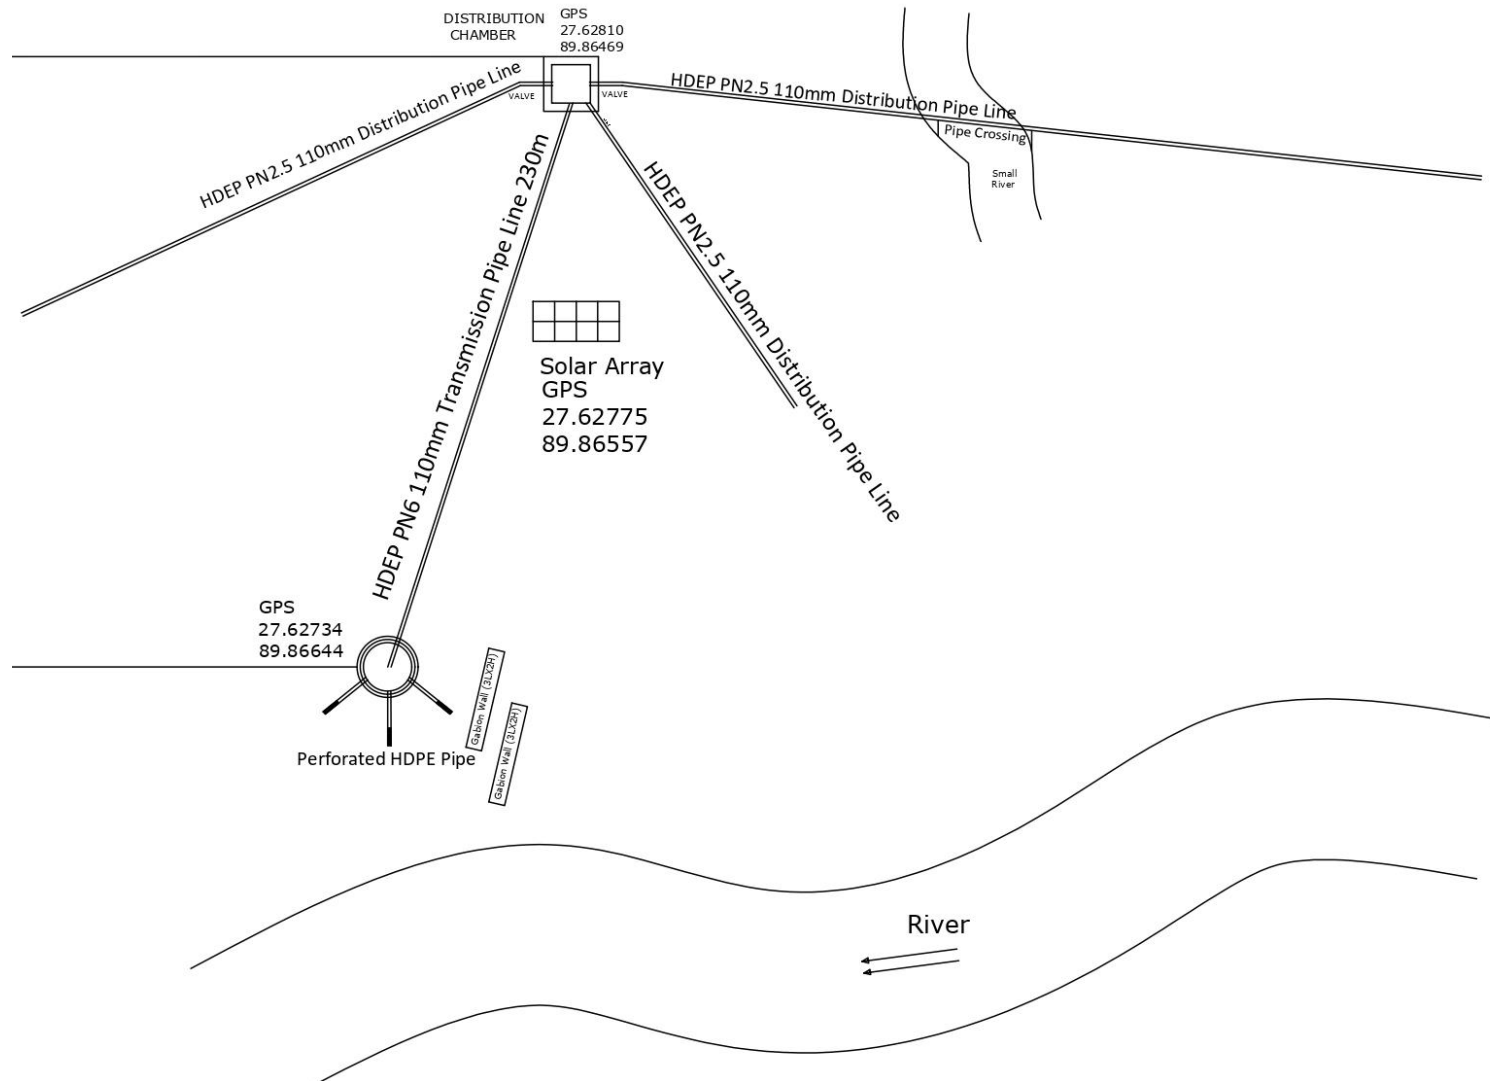 DISTRIBUTION
CHAMBER
GPS
27.62810
89.86469
VALVE
VALVE
HDEP PN2.5 110mm Distribution Pipe Line
HDEP PN2.5 110mm Distribution Pipe Line
Pipe Crossing
Small
River
HDEP PN6 110mm Transmission Pipe Line 230m
HDEP PN2.5 110mm Distribution Pipe Line
Solar Array
GPS
27.62775
89.86557
GPS
27.62734
89.86644
Gabion Wall (3LX2H)
Gabion Wall (3LX2H)
Perforated HDPE Pipe
River